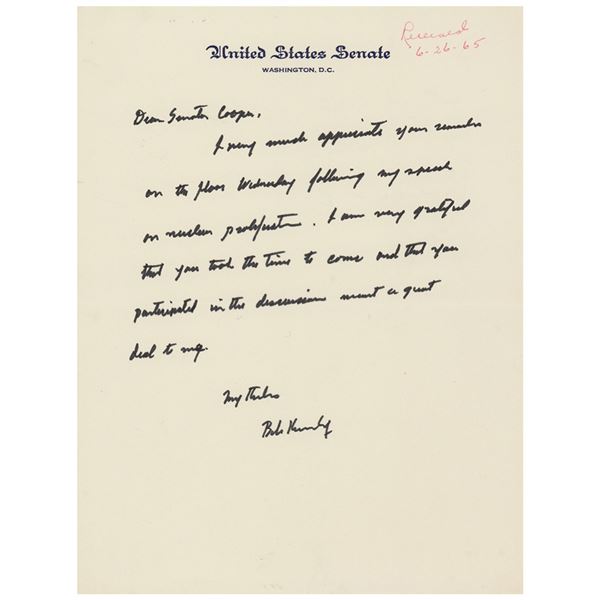 United States Senate
WASHINGTON, D.C.
Received
6-26-65
Dear Senator Cooper,
I very much appreciate your remarks
on the floor Wednesday following my speech
on nuclear proliferation. I am very grateful
that you took the time to come and that you
participated in the discussion meant a great
deal to me.
My thanks
Bob Kennedy